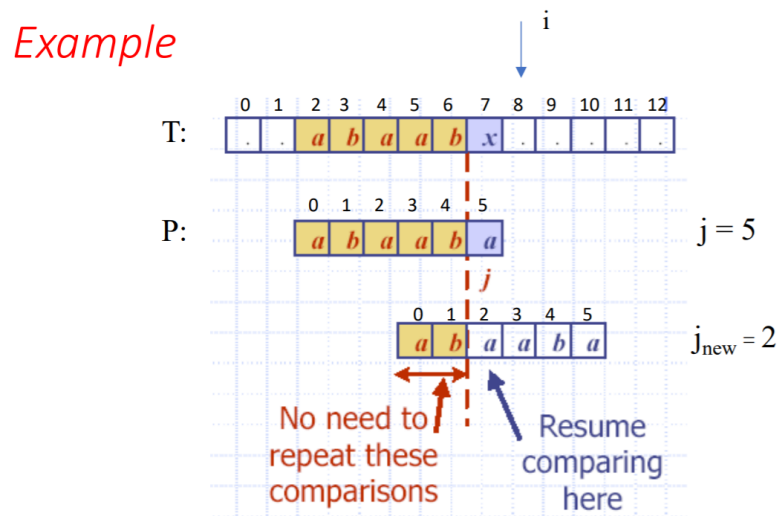 Example
i
0 1 2 3 4 5 6 7 8 9 10 11 12
T: . . a b a a b x . . . . .
0 1 2 3 4 5
P: a b a a b a j = 5
j
0 1 2 3 4 5
a b a a b a jnew = 2
No need to
repeat these
comparisons
Resume
comparing
here